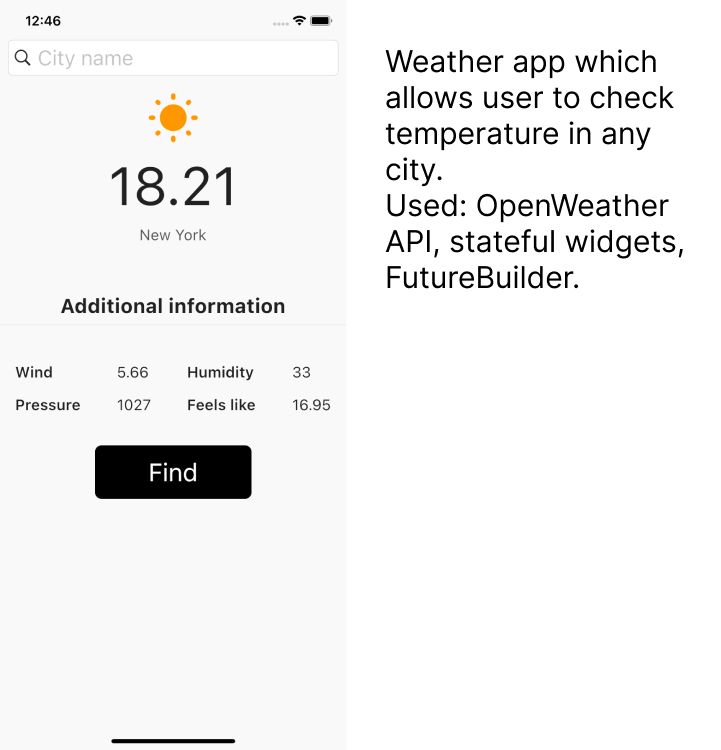 12:46
City name
18.21
New York
Additional information
Wind 5.66 Humidity 33
Pressure 1027 Feels like 16.95
Find
Weather app which
allows user to check
temperature in any
city.
Used: OpenWeather
API, stateful widgets,
FutureBuilder.